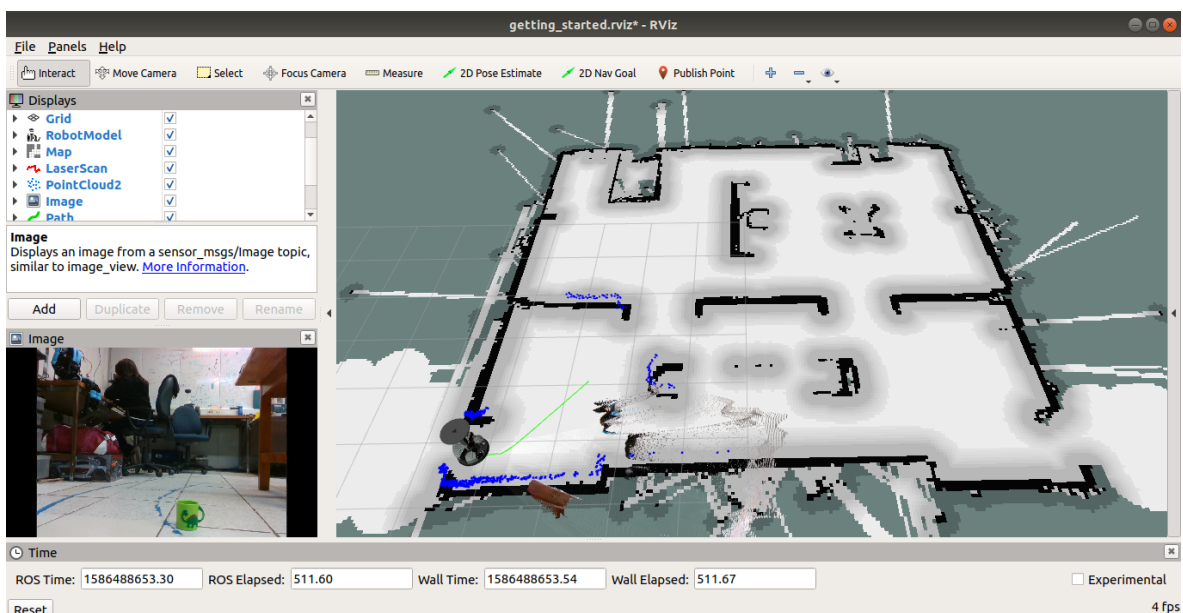 getting_started.rviz* - RViz
File Panels Help
Interact Move Camera Select Focus Camera Measure 2D Pose Estimate 2D Nav Goal Publish Point
Displays
Grid
RobotModel
Map
LaserScan
PointCloud2
Image
Path
Image
Displays an image from a sensor_msgs/Image topic,
similar to image_view. More Information.
Add Duplicate Remove Rename
Image
Time
ROS Time: 1586488653.30 ROS Elapsed: 511.60 Wall Time: 1586488653.54 Wall Elapsed: 511.67 Experimental
Reset 4 fps